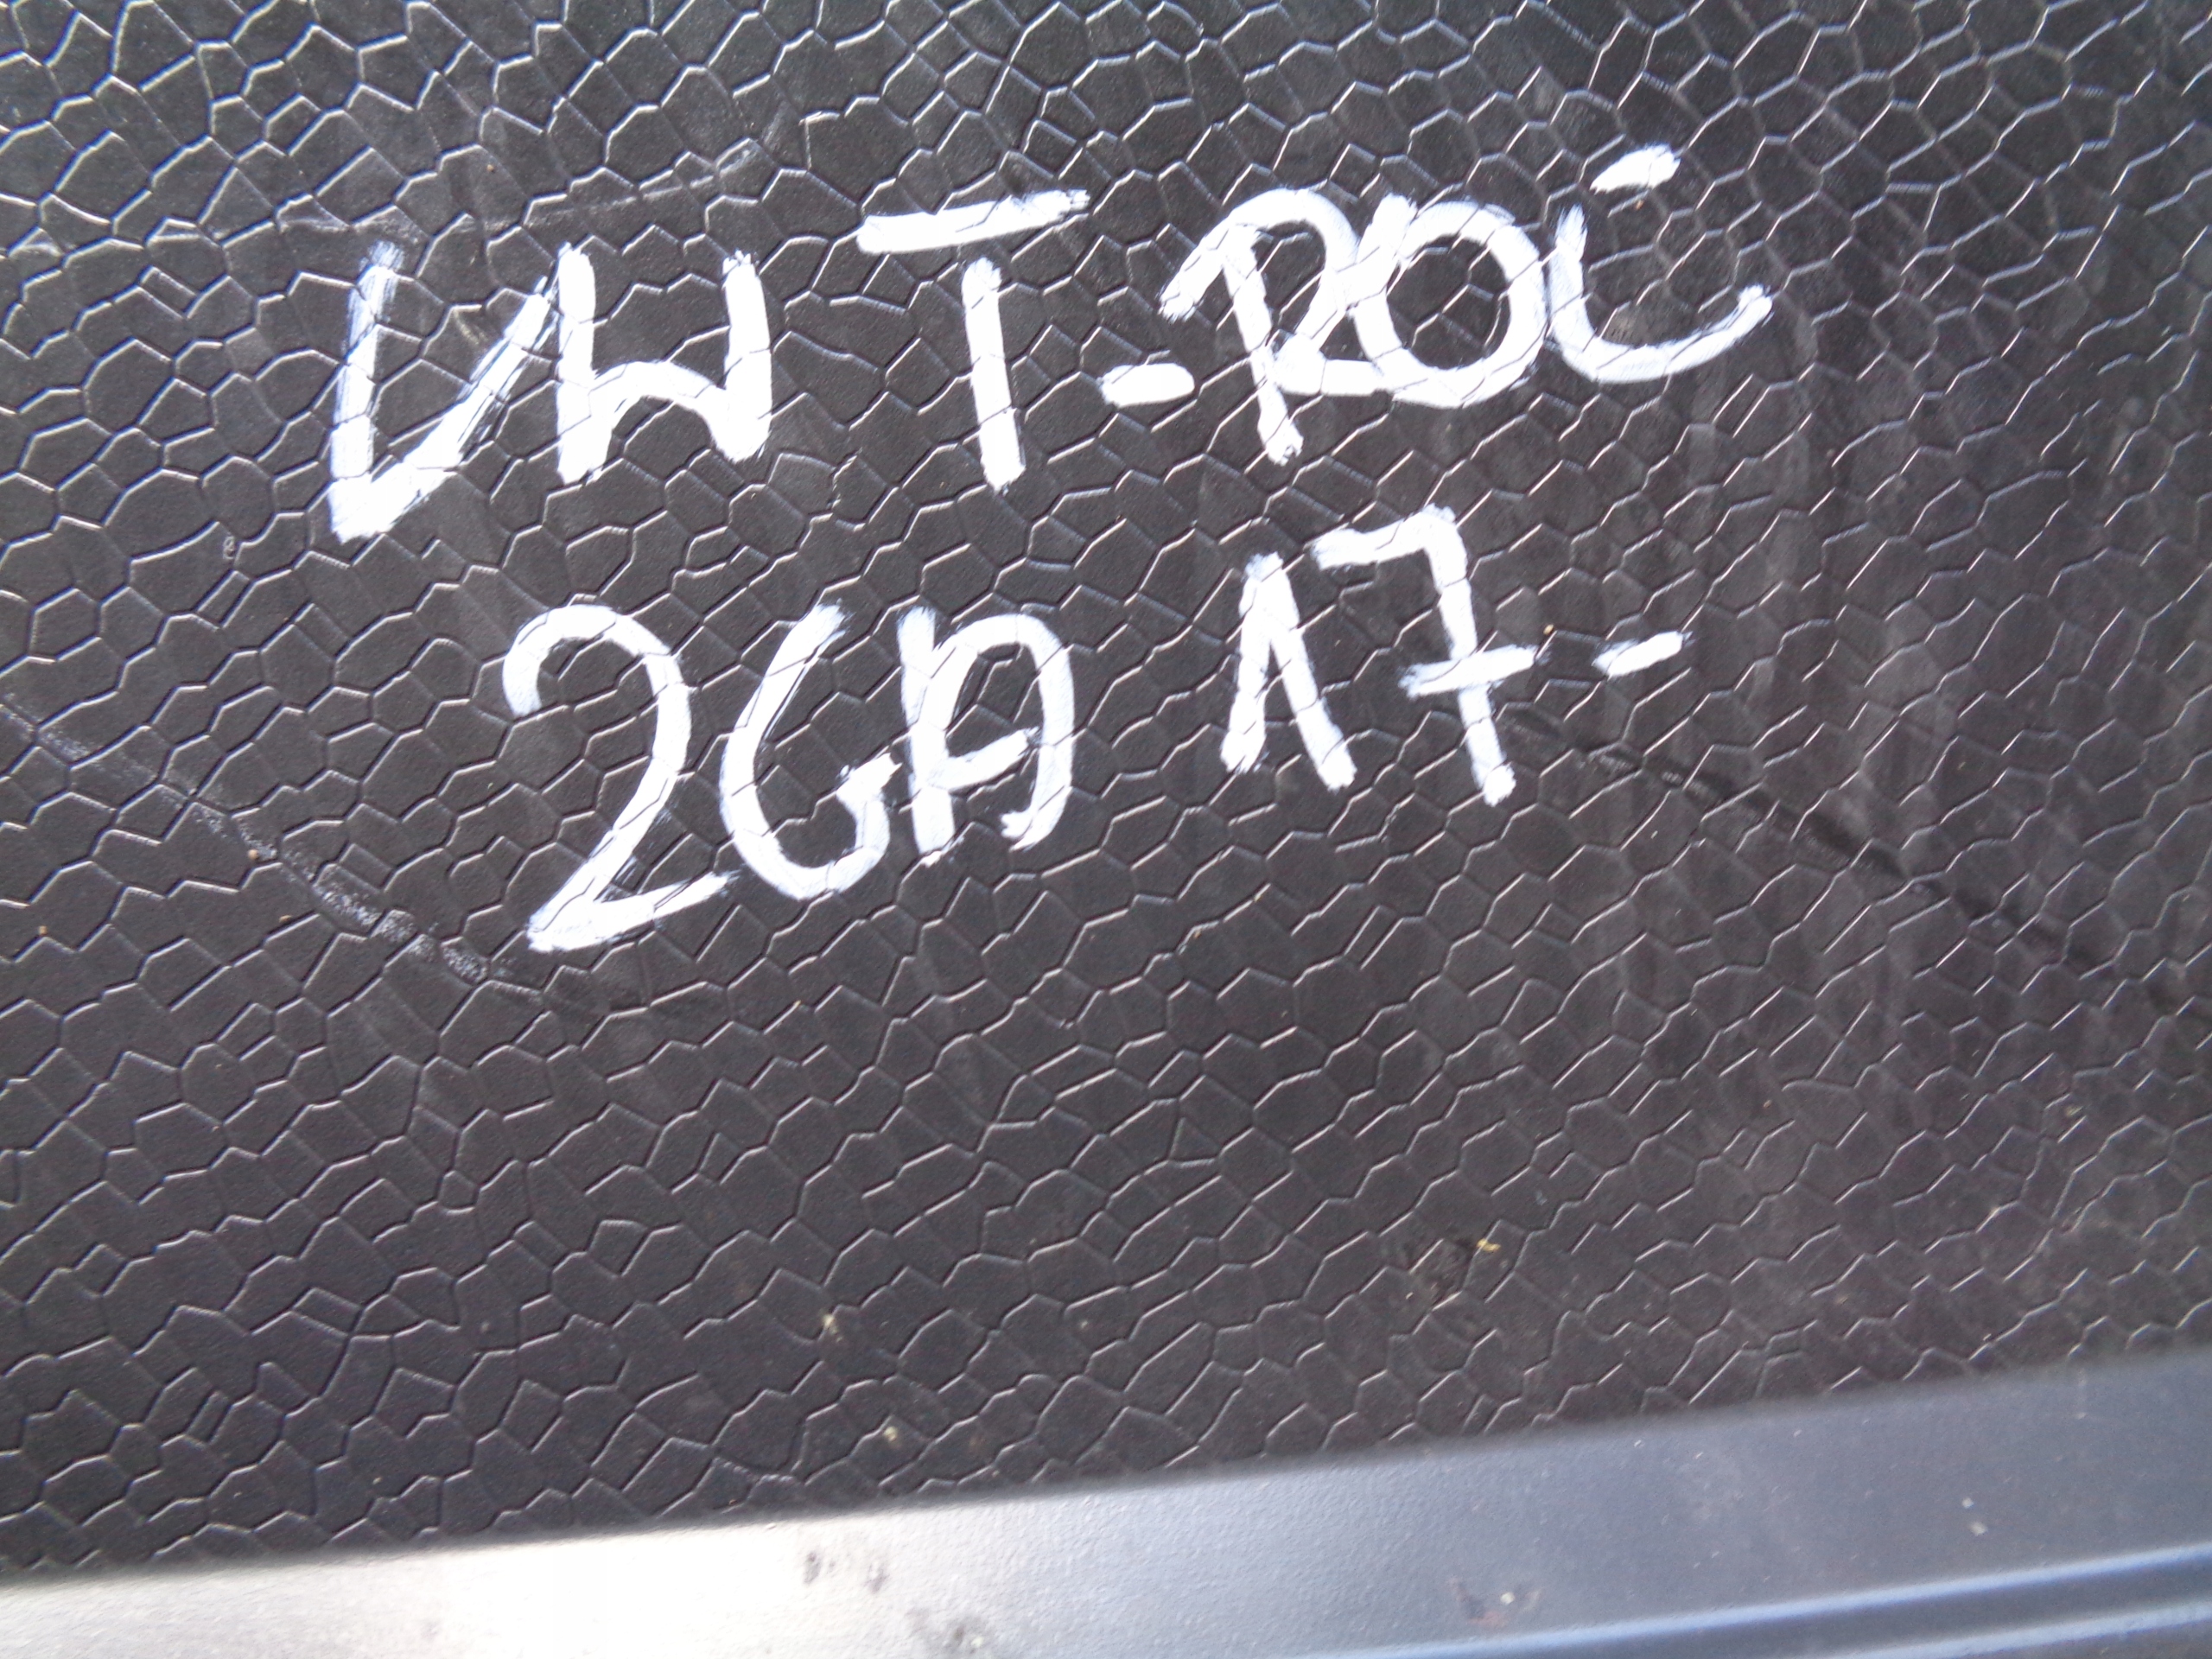 VW T-ROC
2GA 17-